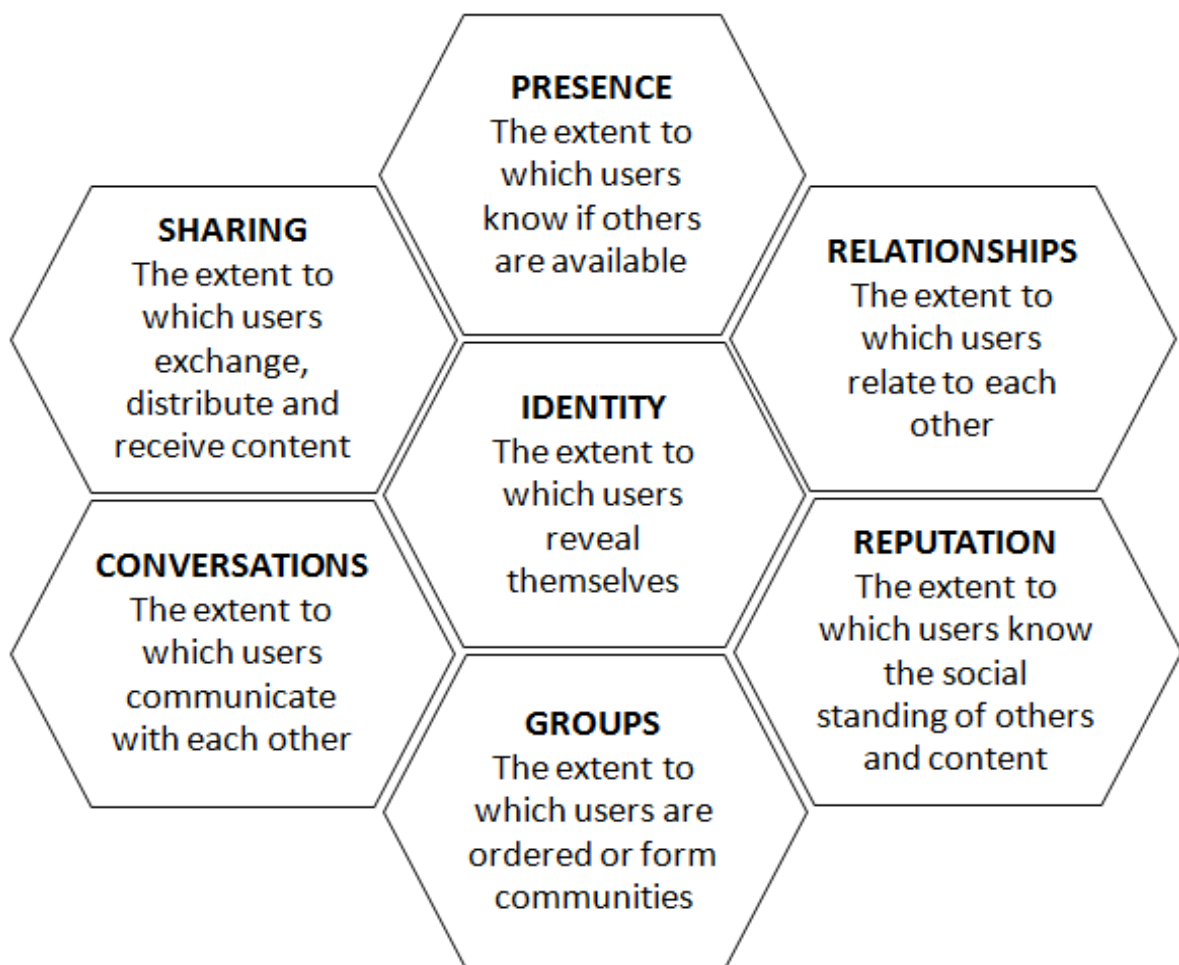 PRESENCE
The extent to
which users
know if others
are available
SHARING
The extent to
which users
exchange,
distribute and
receive content
RELATIONSHIPS
The extent to
which users
relate to each
other
IDENTITY
The extent to
which users
reveal
themselves
CONVERSATIONS
The extent to
which users
communicate
with each other
REPUTATION
The extent to
which users know
the social
standing of others
and content
GROUPS
The extent to
which users are
ordered or form
communities